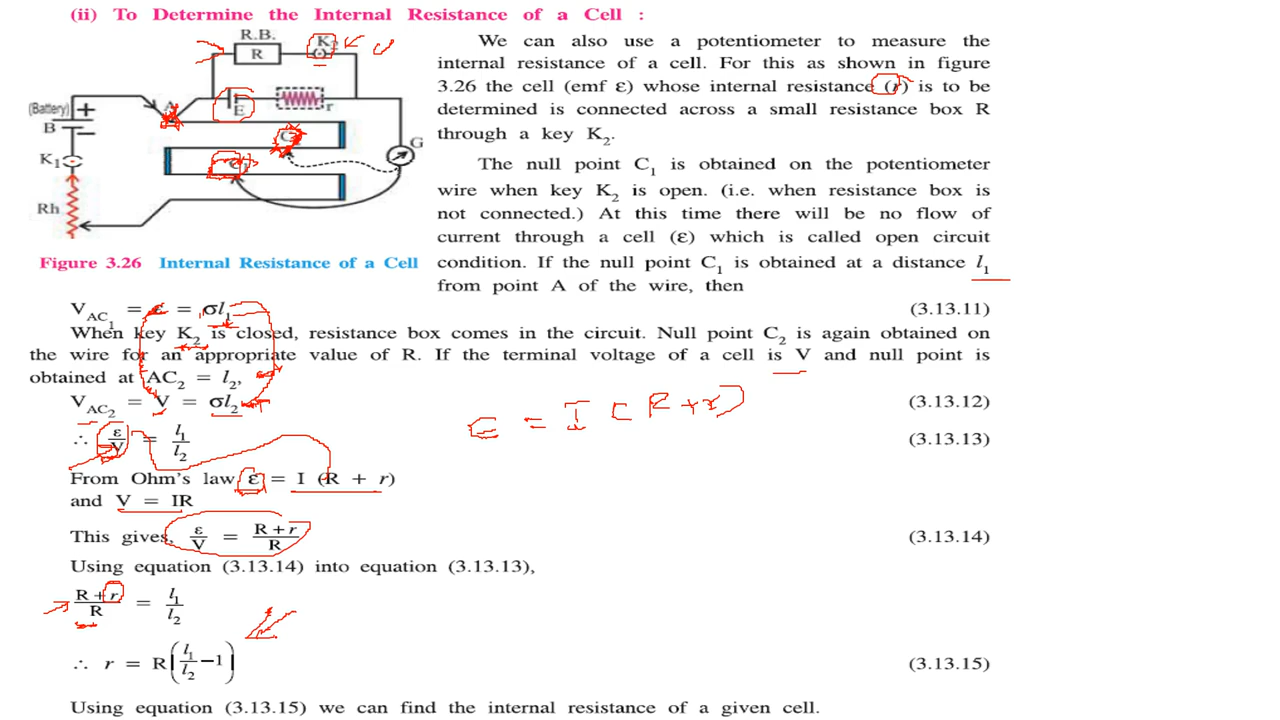 (ii) To Determine the Internal Resistance of a Cell :
R.B.
R
K₂
(Battery)
+
A
E
r
B
−
C₂
G
K₁
C₁
Rh
Figure 3.26 Internal Resistance of a Cell
We can also use a potentiometer to measure the
internal resistance of a cell. For this as shown in figure
3.26 the cell (emf ε) whose internal resistance (r) is to be
determined is connected across a small resistance box R
through a key K₂.
The null point C₁ is obtained on the potentiometer
wire when key K₂ is open. (i.e. when resistance box is
not connected.) At this time there will be no flow of
current through a cell (ε) which is called open circuit
condition. If the null point C₁ is obtained at a distance l₁
from point A of the wire, then
V_AC₁ = ε = σl₁ (3.13.11)
When key K₂ is closed, resistance box comes in the circuit. Null point C₂ is again obtained on
the wire for an appropriate value of R. If the terminal voltage of a cell is V and null point is
obtained at AC₂ = l₂,
V_AC₂ = V = σl₂ (3.13.12)
ε = I (R+r)
∴ ε/V = l₁/l₂ (3.13.13)
From Ohm's law, ε = I (R + r)
and V = IR
This gives, ε/V = R + r/R (3.13.14)
Using equation (3.13.14) into equation (3.13.13),
R + r/R = l₁/l₂
∴ r = R(l₁/l₂ − 1) (3.13.15)
Using equation (3.13.15) we can find the internal resistance of a given cell.